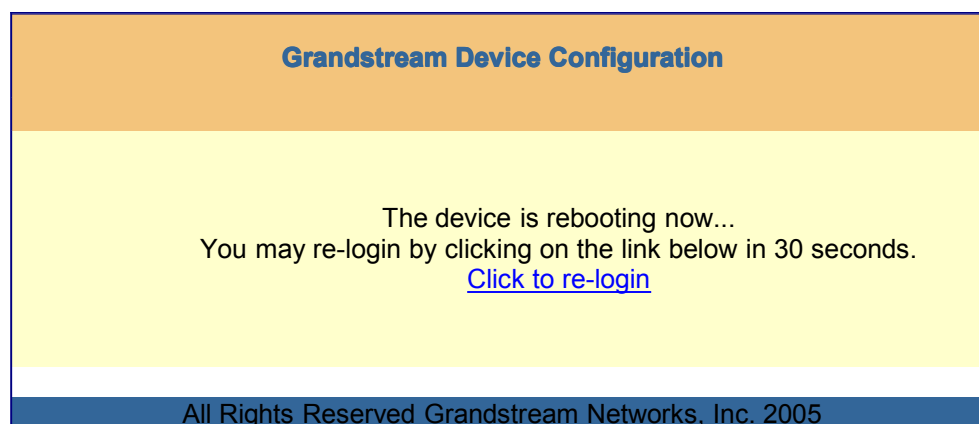 Grandstream Device Configuration
The device is rebooting now...
You may re-login by clicking on the link below in 30 seconds.
Click to re-login
All Rights Reserved Grandstream Networks, Inc. 2005